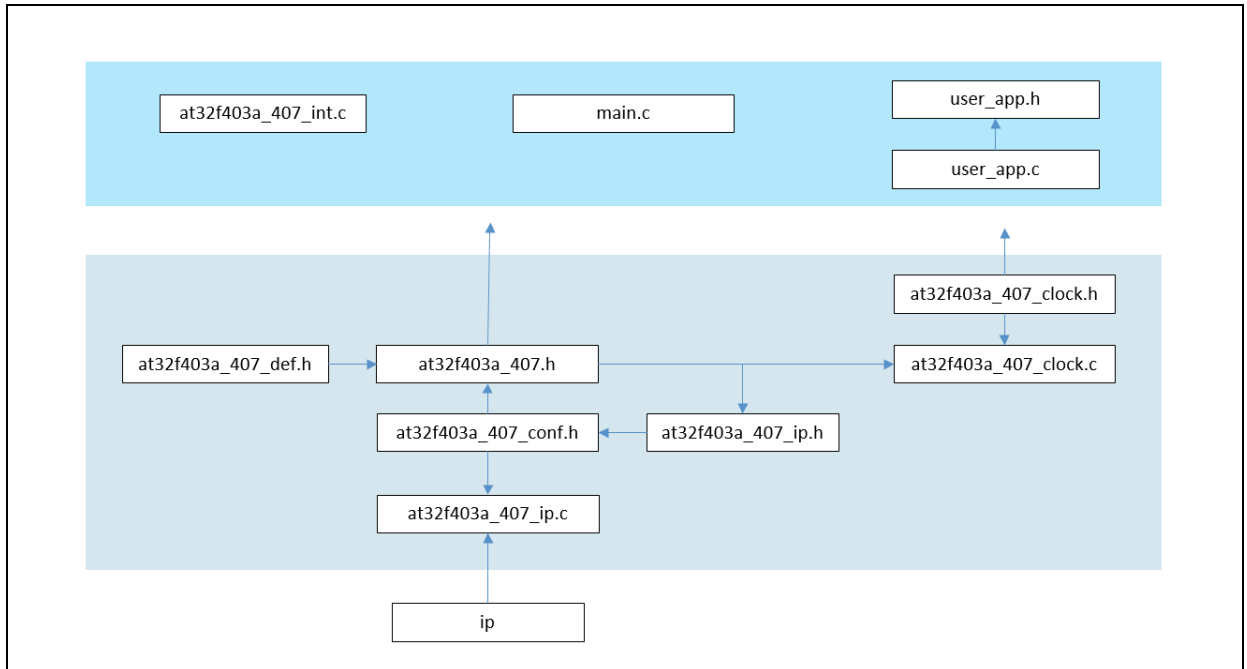 at32f403a_407_int.c
main.c
user_app.h
user_app.c
at32f403a_407_clock.h
at32f403a_407_def.h
at32f403a_407.h
at32f403a_407_clock.c
at32f403a_407_conf.h
at32f403a_407_ip.h
at32f403a_407_ip.c
ip